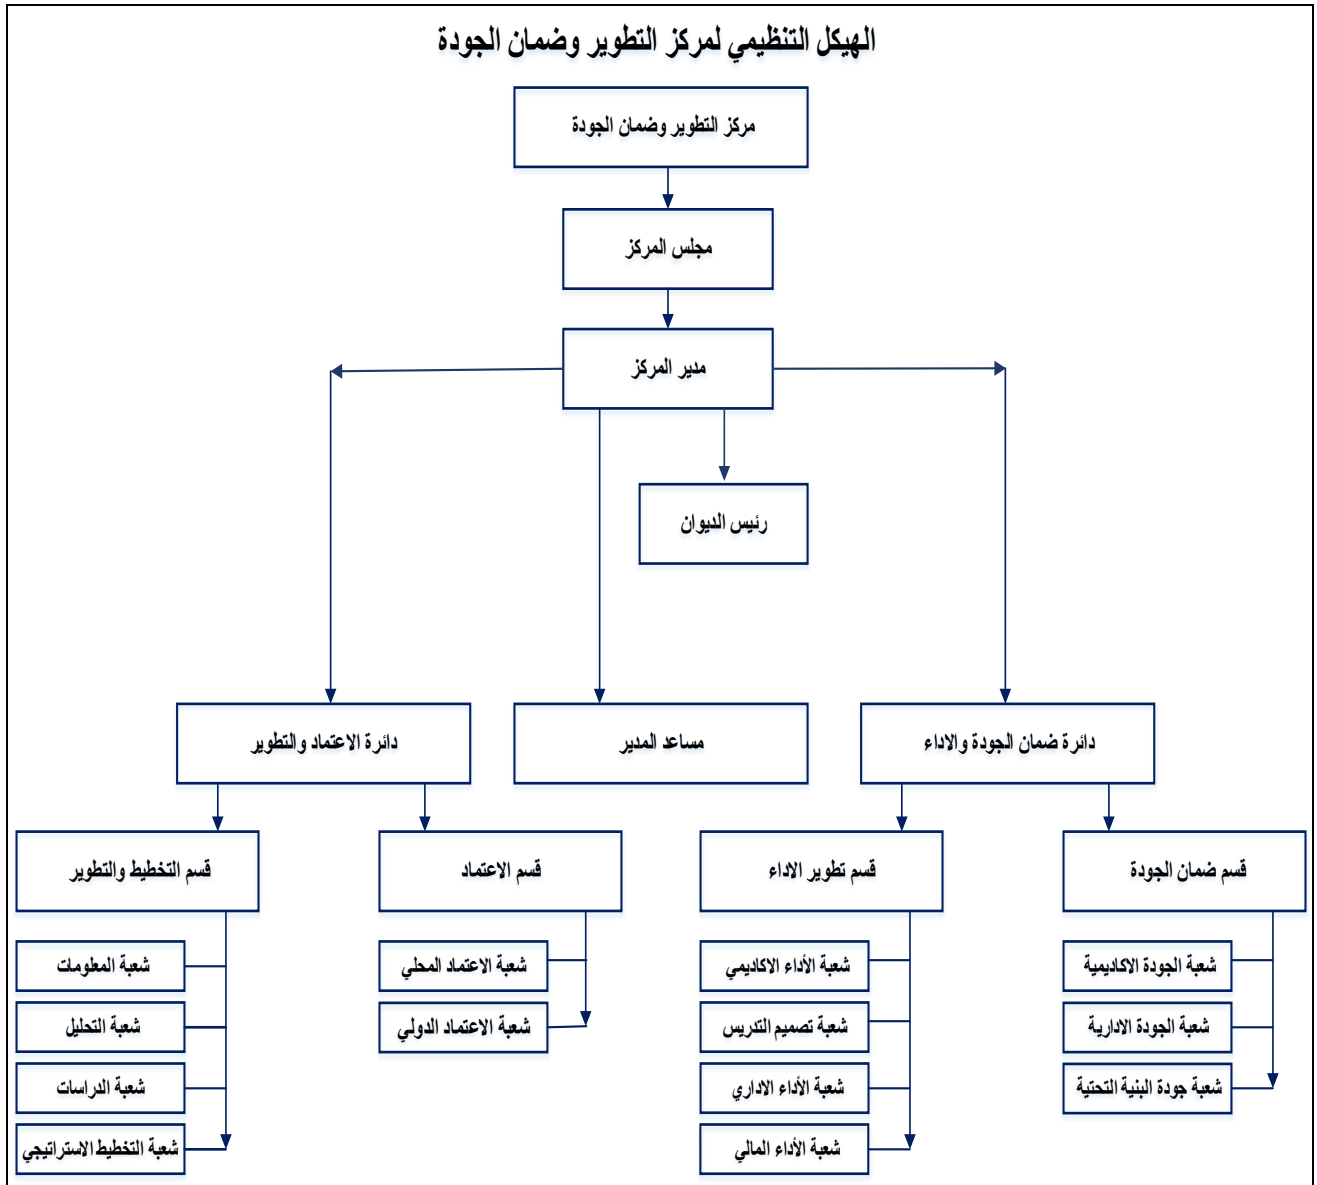 الهيكل التنظيمي لمركز التطوير وضمان الجودة
مركز التطوير وضمان الجودة
مجلس المركز
مدير المركز
رئيس الديوان
دائرة ضمان الجودة والاداء
مساعد المدير
دائرة الاعتماد والتطوير
قسم ضمان الجودة
قسم تطوير الاداء
قسم الاعتماد
قسم التخطيط والتطوير
شعبة الجودة الاكاديمية
شعبة الأداء الاكاديمي
شعبة الاعتماد المحلي
شعبة المعلومات
شعبة الجودة الادارية
شعبة تصميم التدريس
شعبة الاعتماد الدولي
شعبة التحليل
شعبة جودة البنية التحتية
شعبة الأداء الاداري
شعبة الدراسات
شعبة الأداء المالي
شعبة التخطيط الاستراتيجي